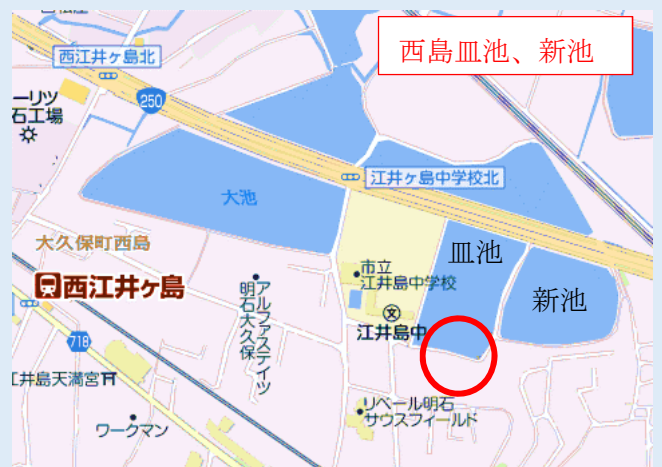 西島皿池、新池
西江井ヶ島北
250
ーリツ
石工場
江井ヶ島中学校北
大池
皿池
新池
大久保町西島
市立
江井島中学校
西江井ヶ島
アルファステイツ
明石大久保
文
江井島中
718
江井島天満宮
リベール明石
サウスフィールド
ワークマン